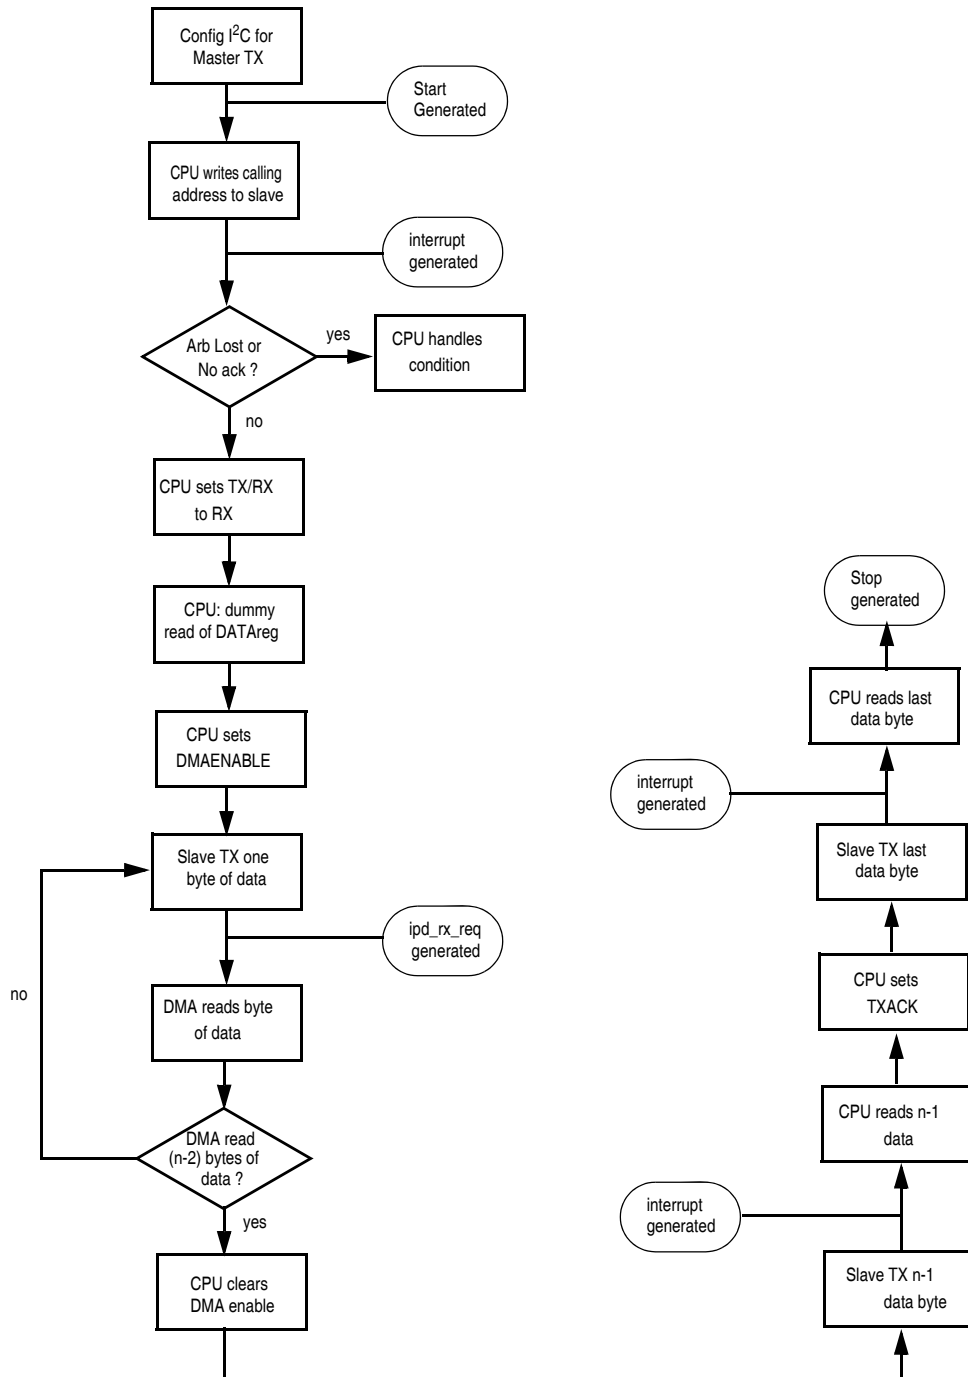 Config I²C for
Master TX
Start
Generated
CPU writes calling
address to slave
interrupt
generated
Arb Lost or
No ack ?
yes
CPU handles
condition
no
CPU sets TX/RX
to RX
CPU: dummy
read of DATAreg
CPU sets
DMAENABLE
Slave TX one
byte of data
ipd_rx_req
generated
no
DMA reads byte
of data
DMA read
(n-2) bytes of
data ?
yes
CPU clears
DMA enable
Stop
generated
CPU reads last
data byte
interrupt
generated
Slave TX last
data byte
CPU sets
TXACK
CPU reads n-1
data
interrupt
generated
Slave TX n-1
data byte